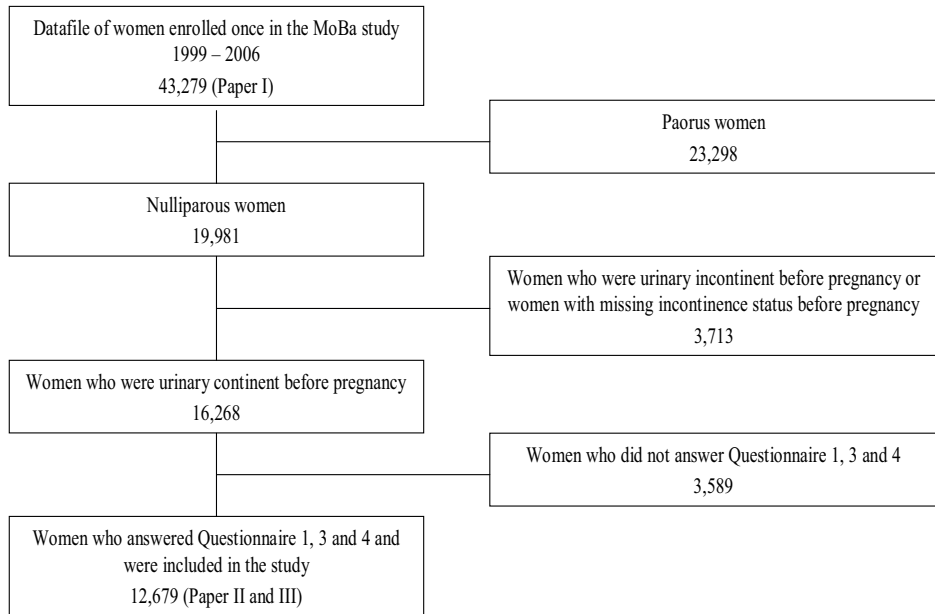 Datafile of women enrolled once in the MoBa study
1999 – 2006
43,279 (Paper I)
Paorus women
23,298
Nulliparous women
19,981
Women who were urinary incontinent before pregnancy or
women with missing incontinence status before pregnancy
3,713
Women who were urinary continent before pregnancy
16,268
Women who did not answer Questionnaire 1, 3 and 4
3,589
Women who answered Questionnaire 1, 3 and 4 and
were included in the study
12,679 (Paper II and III)